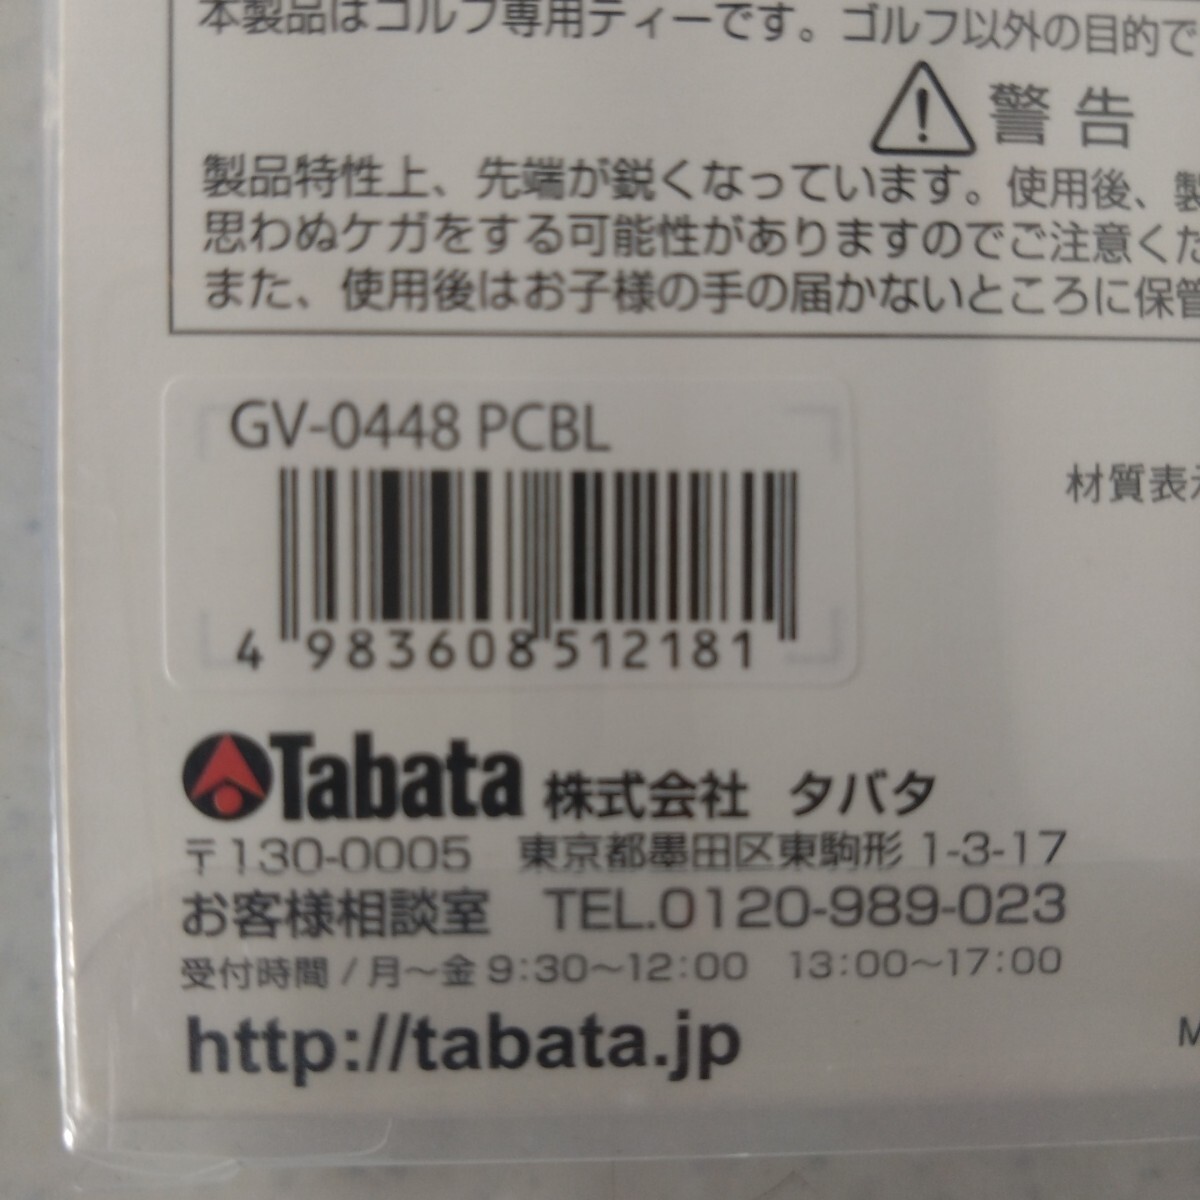 本製品はゴルフ専用ティーです。ゴルフ以外の目的で
警告
製品特性上、先端が鋭くなっています。使用後、製
思わぬケガをする可能性がありますのでご注意くだ
また、使用後はお子様の手の届かないところに保管
GV-0448 PCBL
材質表示
4 983608 512181
Tabata 株式会社 タバタ
〒130-0005 東京都墨田区東駒形1-3-17
お客様相談室 TEL.0120-989-023
受付時間/月〜金9:30〜12:00 13:00〜17:00
http://tabata.jp
M